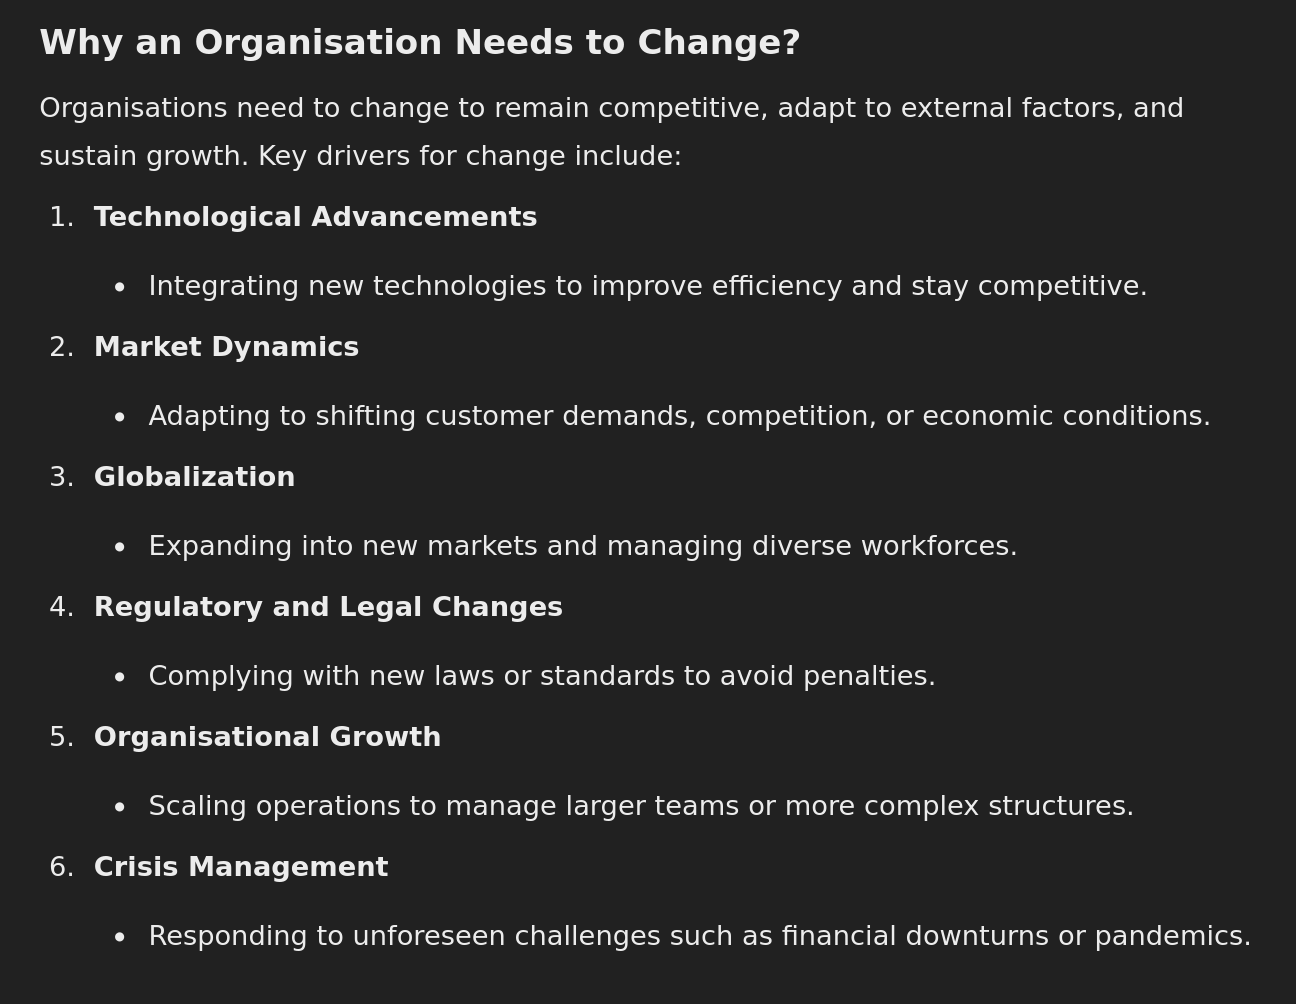 Why an Organisation Needs to Change?
Organisations need to change to remain competitive, adapt to external factors, and
sustain growth. Key drivers for change include:
1. Technological Advancements
• Integrating new technologies to improve efficiency and stay competitive.
2. Market Dynamics
• Adapting to shifting customer demands, competition, or economic conditions.
3. Globalization
• Expanding into new markets and managing diverse workforces.
4. Regulatory and Legal Changes
• Complying with new laws or standards to avoid penalties.
5. Organisational Growth
• Scaling operations to manage larger teams or more complex structures.
6. Crisis Management
• Responding to unforeseen challenges such as financial downturns or pandemics.